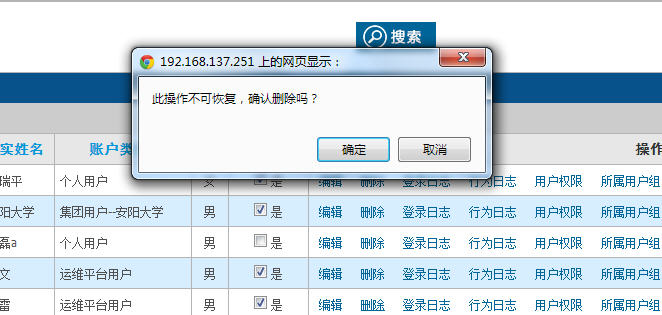 搜索
192.168.137.251 上的网页显示：
此操作不可恢复，确认删除吗？
确定 取消
实姓名 账户类 操作
瑞平 个人用户 女 是 编辑 删除 登录日志 行为日志 用户权限 所属用户组
阳大学 集团用户--安阳大学 男 是 编辑 删除 登录日志 行为日志 用户权限 所属用户组
磊a 个人用户 男 是 编辑 删除 登录日志 行为日志 用户权限 所属用户组
文 运维平台用户 男 是 编辑 删除 登录日志 行为日志 用户权限 所属用户组
雷 运维平台用户 男 是 编辑 删除 登录日志 行为日志 用户权限 所属用户组